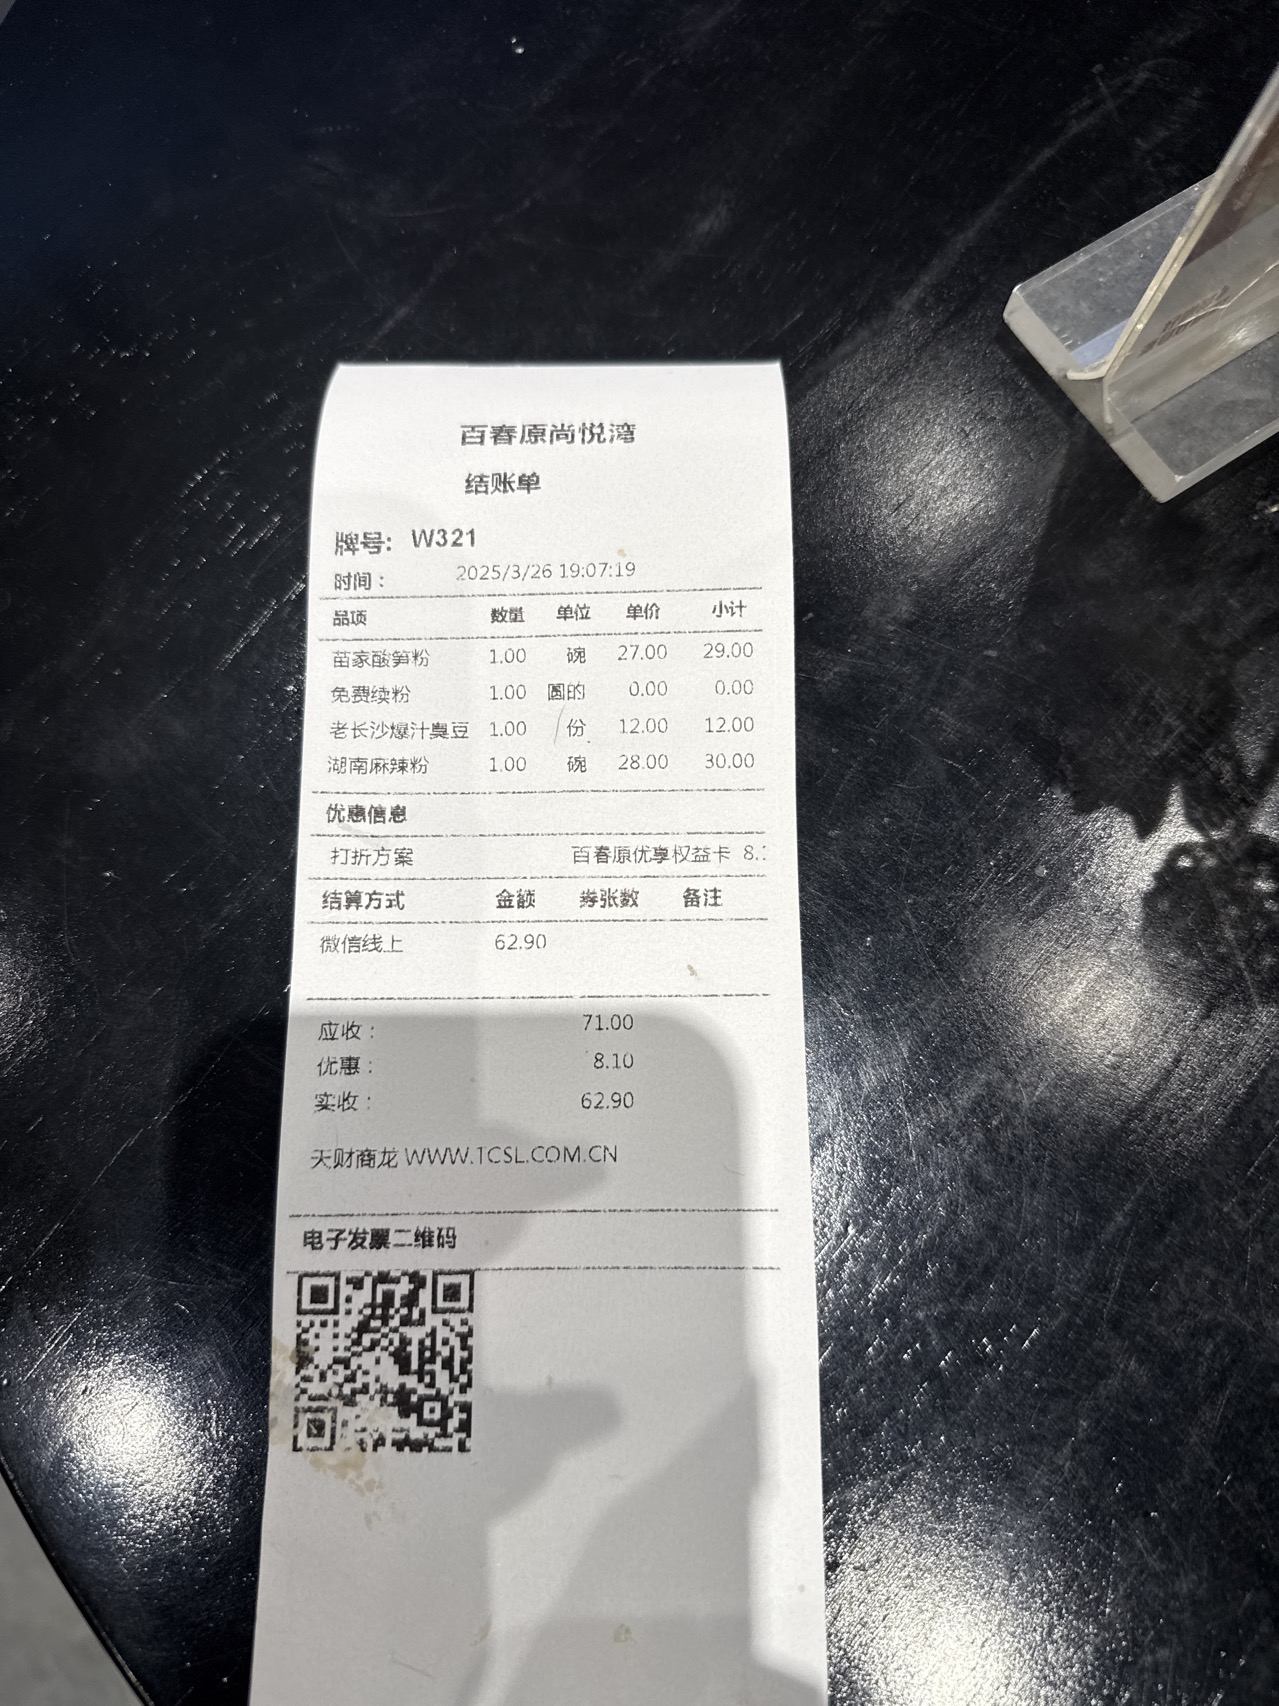 百春原尚悦湾
结账单
牌号: W321
时间: 2025/3/26 19:07:19
品项 数量 单位 单价 小计
苗家酸笋粉 1.00 碗 27.00 29.00
免费续粉 1.00 圆的 0.00 0.00
老长沙爆汁臭豆 1.00 份 12.00 12.00
湖南麻辣粉 1.00 碗 28.00 30.00
优惠信息
打折方案 百春原优享权益卡 8.
结算方式 金额 券张数 备注
微信线上 62.90
应收: 71.00
优惠: 8.10
实收: 62.90
天财商龙 WWW.TCSL.COM.CN
电子发票二维码